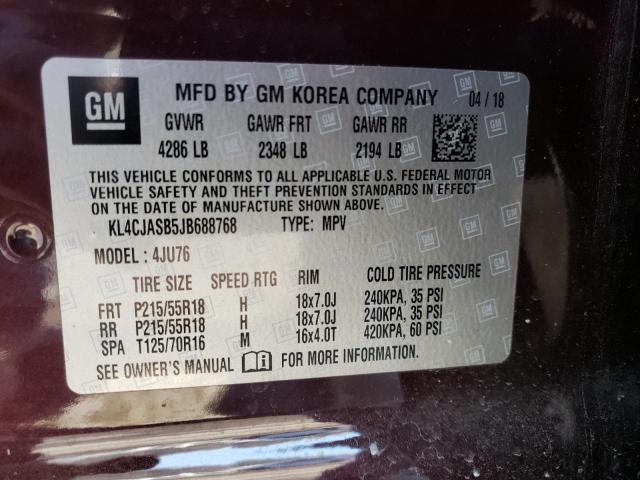 GM MFD BY GM KOREA COMPANY 04 / 18
GVWR GAWR FRT GAWR RR
4286 LB 2348 LB 2194 LB
THIS VEHICLE CONFORMS TO ALL APPLICABLE U.S. FEDERAL MOTOR
VEHICLE SAFETY AND THEFT PREVENTION STANDARDS IN EFFECT
ON THE DATE OF MANUFACTURE SHOWN ABOVE.
KL4CJASB5JB688768 TYPE: MPV
MODEL : 4JU76
TIRE SIZE SPEED RTG RIM COLD TIRE PRESSURE
FRT P215/55R18 H 18x7.0J 240KPA, 35 PSI
RR P215/55R18 H 18x7.0J 240KPA, 35 PSI
SPA T125/70R16 M 16x4.0T 420KPA, 60 PSI
SEE OWNER'S MANUAL FOR MORE INFORMATION.